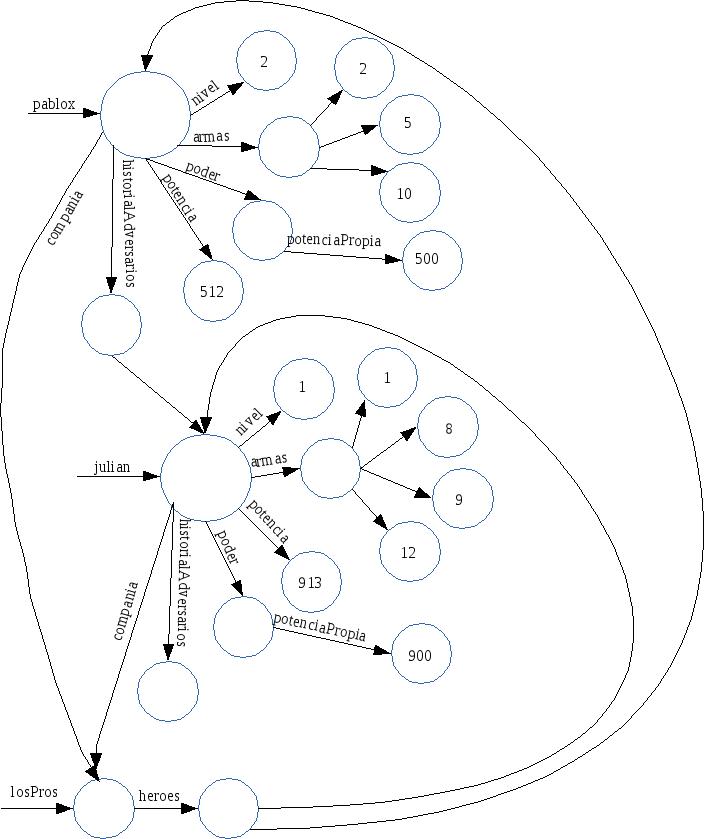 pablox
nivel
2
2
armas
5
10
poder
potencia
historialAdversarios
compania
potenciaPropia
500
512
julian
nivel
1
1
armas
8
9
12
potencia
913
poder
potenciaPropia
900
historialAdversarios
compania
losPros
heroes